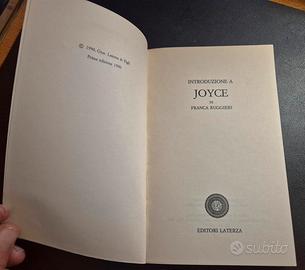 © 1990, Gius. Laterza & Figli
Prima edizione 1990
INTRODUZIONE A
JOYCE
DI
FRANCA RUGGIERI
EDITORI LATERZA
subito